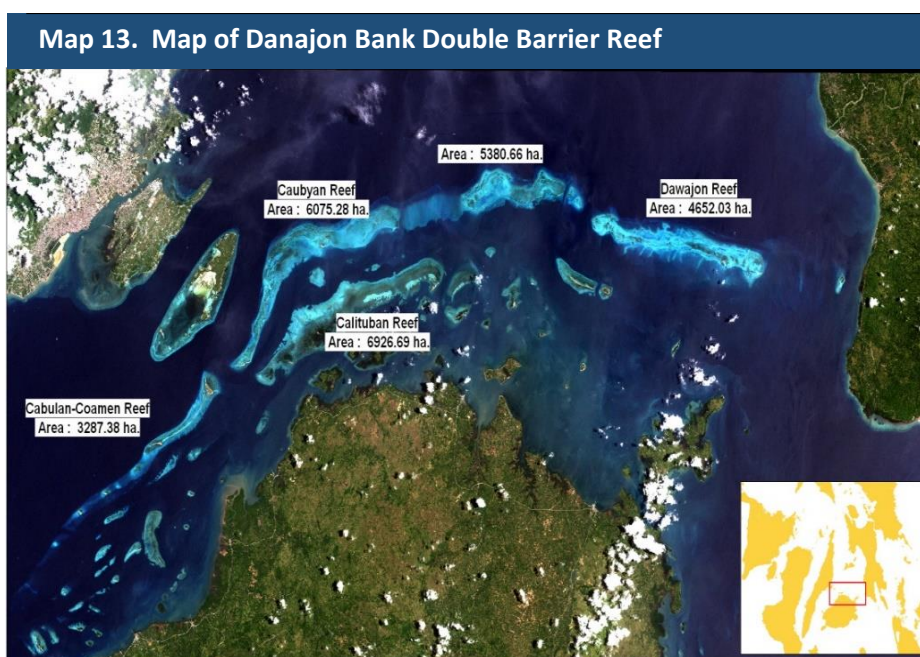 Map 13. Map of Danajon Bank Double Barrier Reef
Area : 5380.66 ha.
Caubyan Reef
Area : 6075.28 ha.
Dawajon Reef
Area : 4652.03 ha.
Calituban Reef
Area : 6926.69 ha.
Cabulan-Coamen Reef
Area : 3287.38 ha.